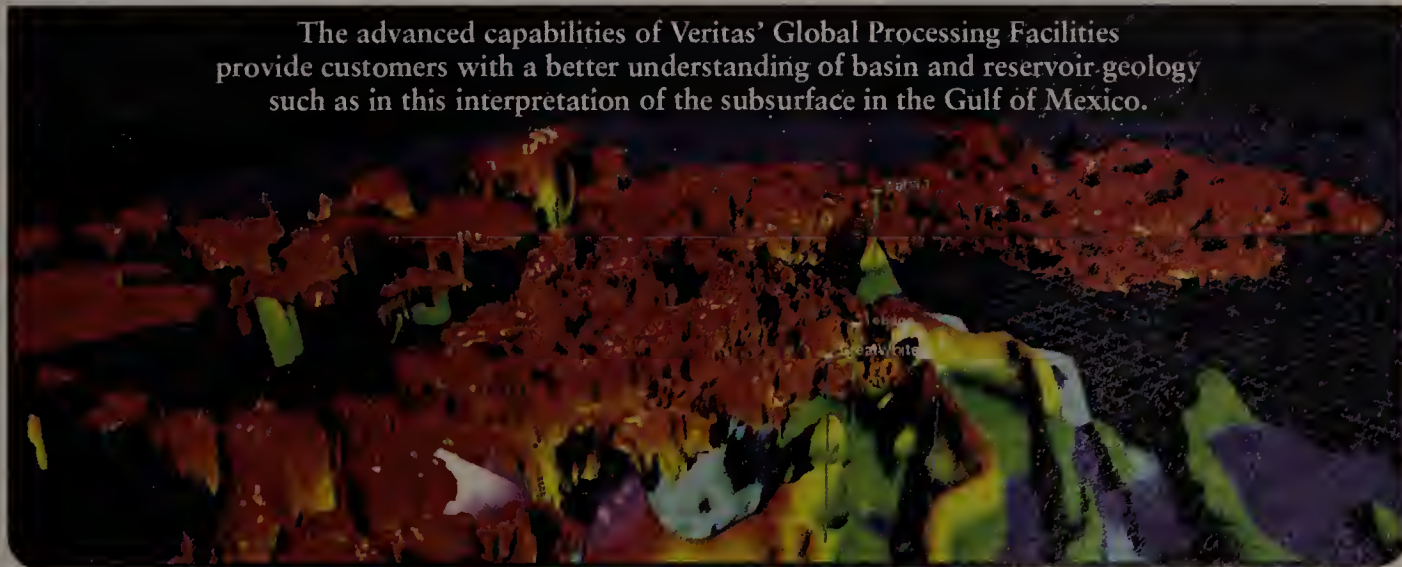 The advanced capabilities of Veritas’ Global Processing Facilities
provide customers with a better understanding of basin and reservoir geology
such as in this interpretation of the subsurface in the Gulf of Mexico.